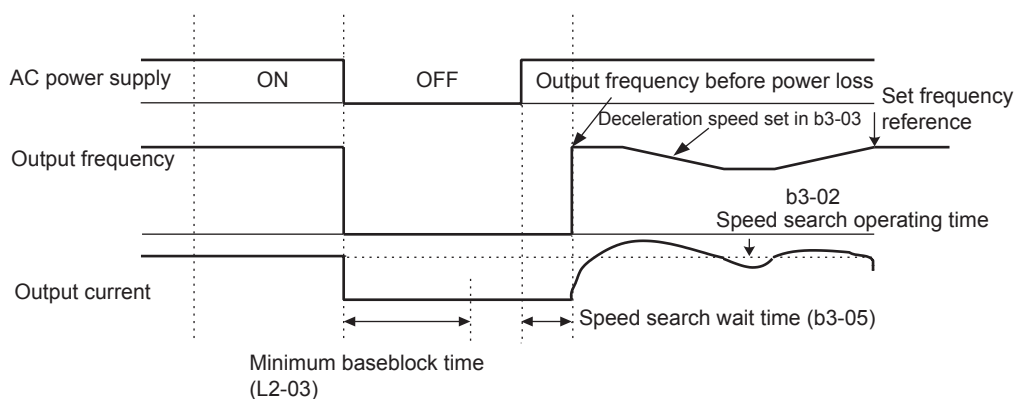 AC power supply
ON
OFF
Output frequency before power loss
Set frequency
reference
Deceleration speed set in b3-03
Output frequency
b3-02
Speed search operating time
Output current
Speed search wait time (b3-05)
Minimum baseblock time
(L2-03)